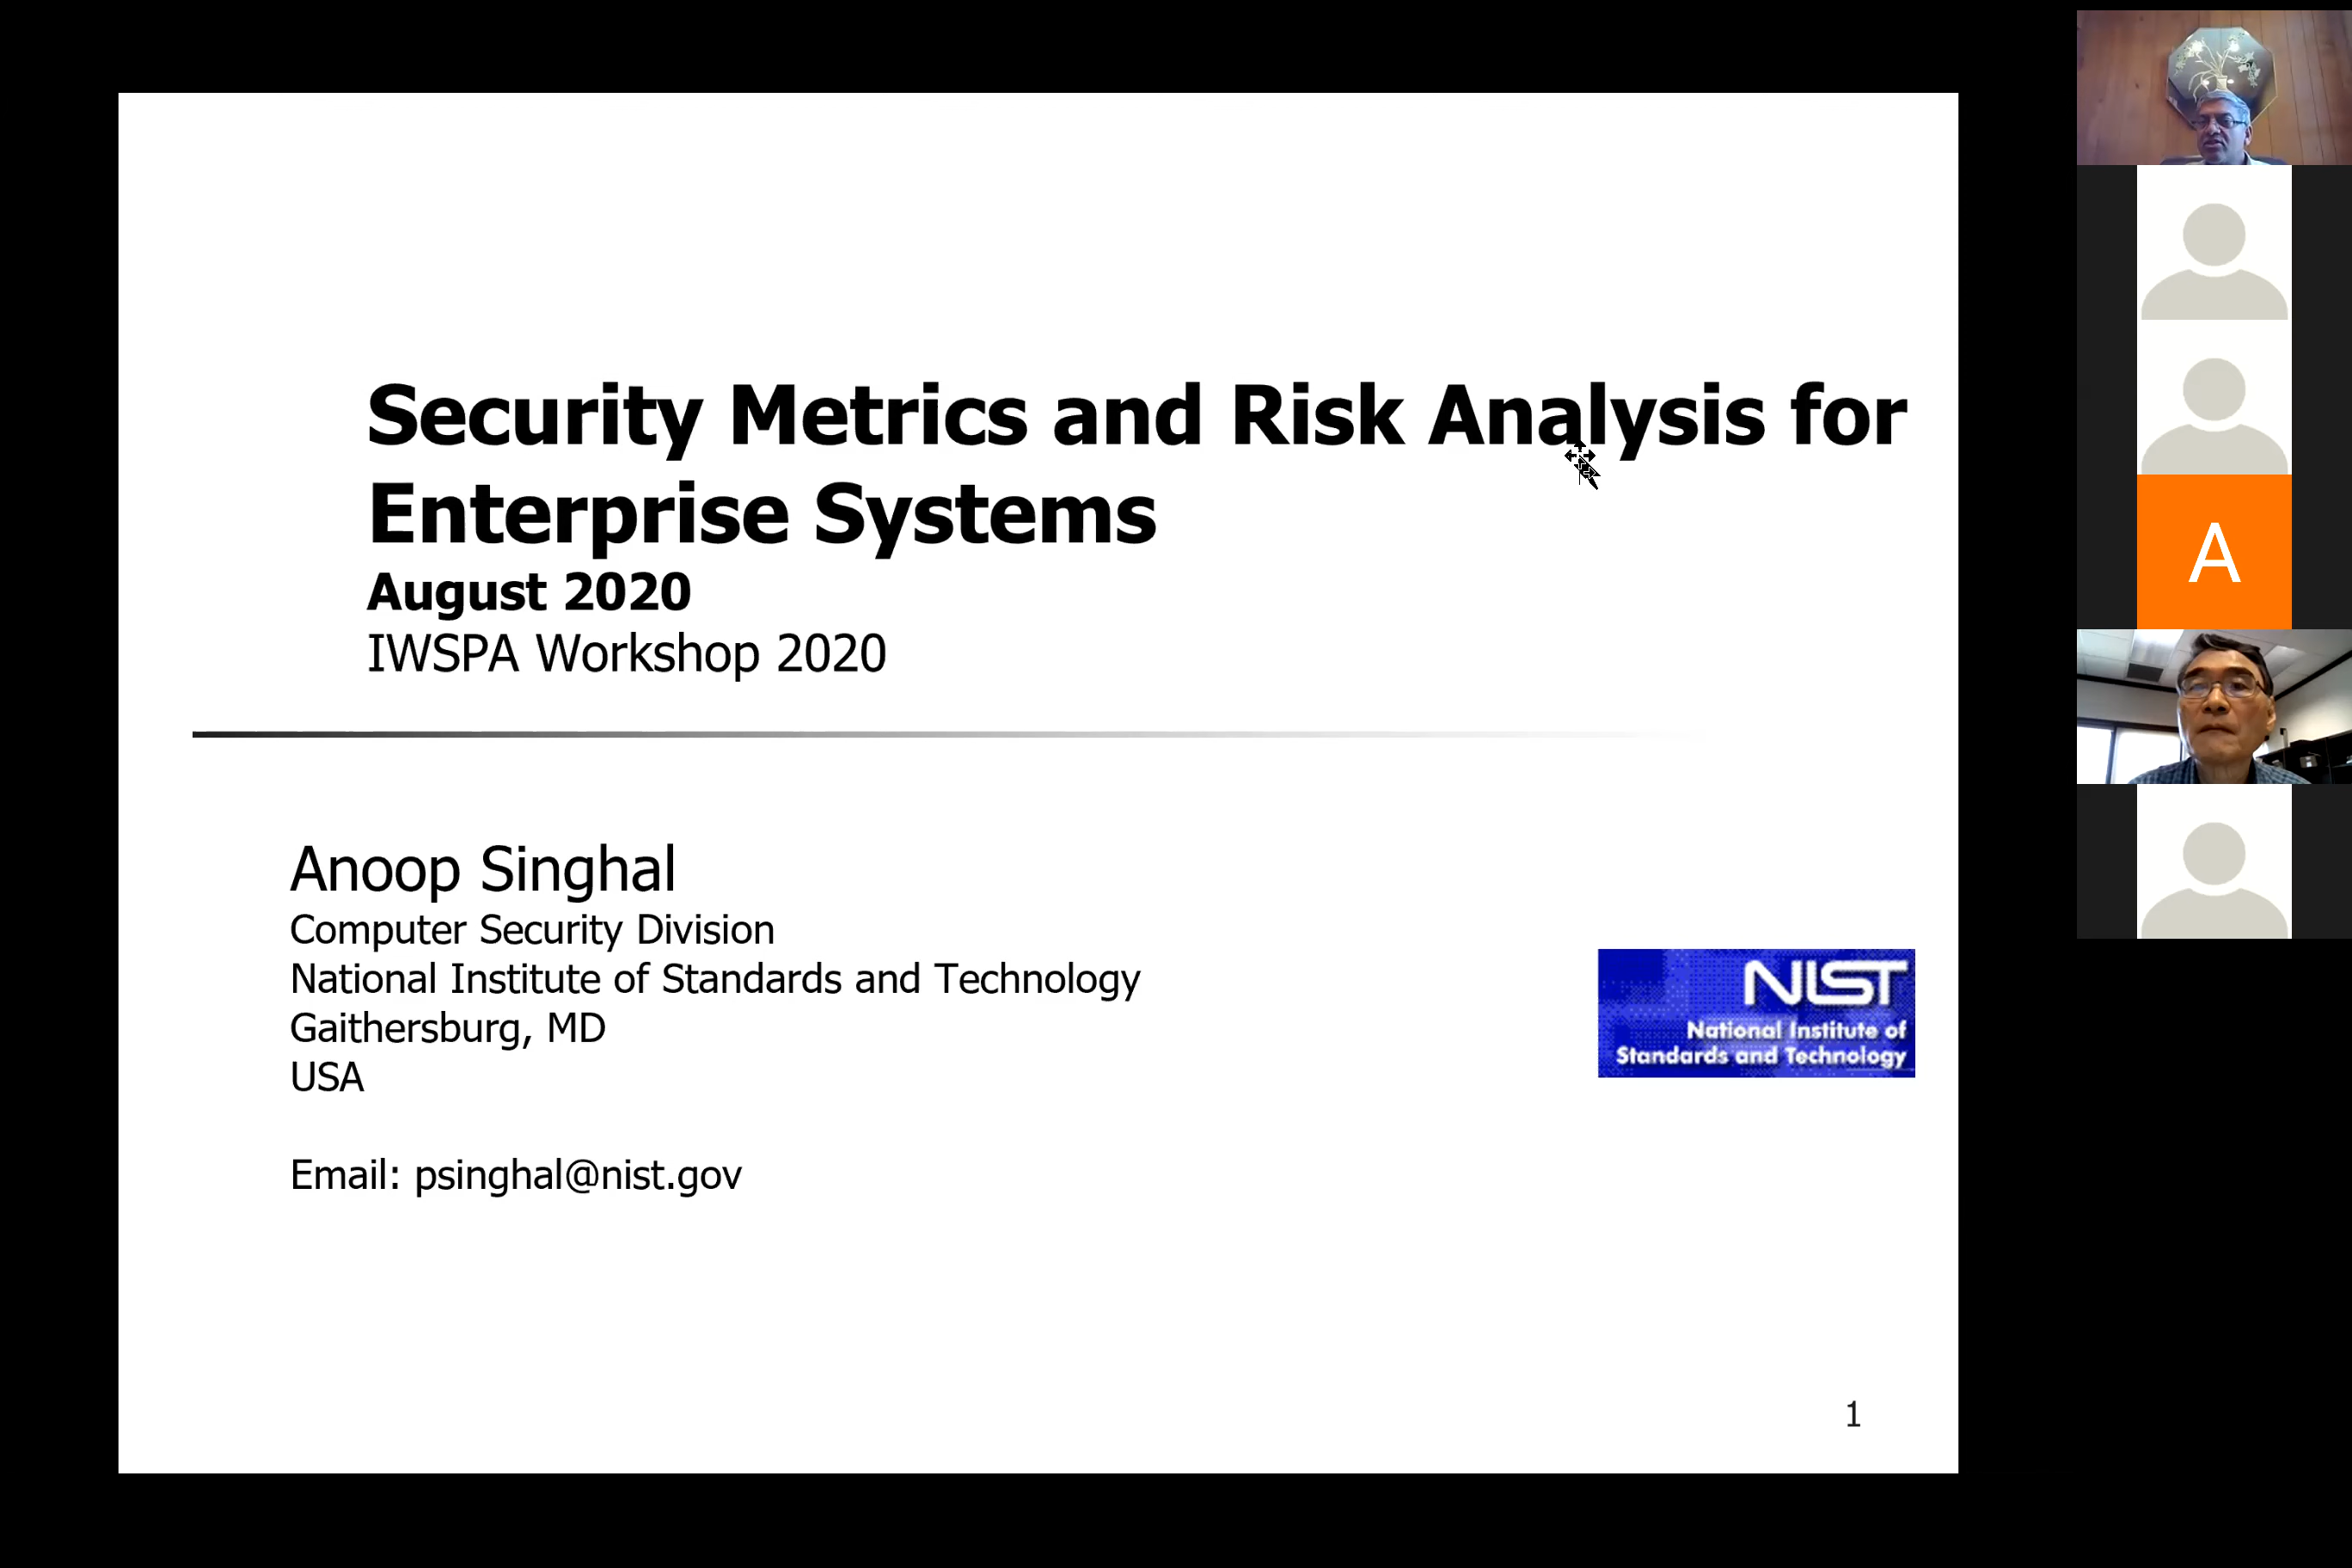 Security Metrics and Risk Analysis for
Enterprise Systems
August 2020
IWSPA Workshop 2020
Anoop Singhal
Computer Security Division
National Institute of Standards and Technology
Gaithersburg, MD
USA
Email: psinghal@nist.gov
NIST
National Institute of
Standards and Technology
1
A